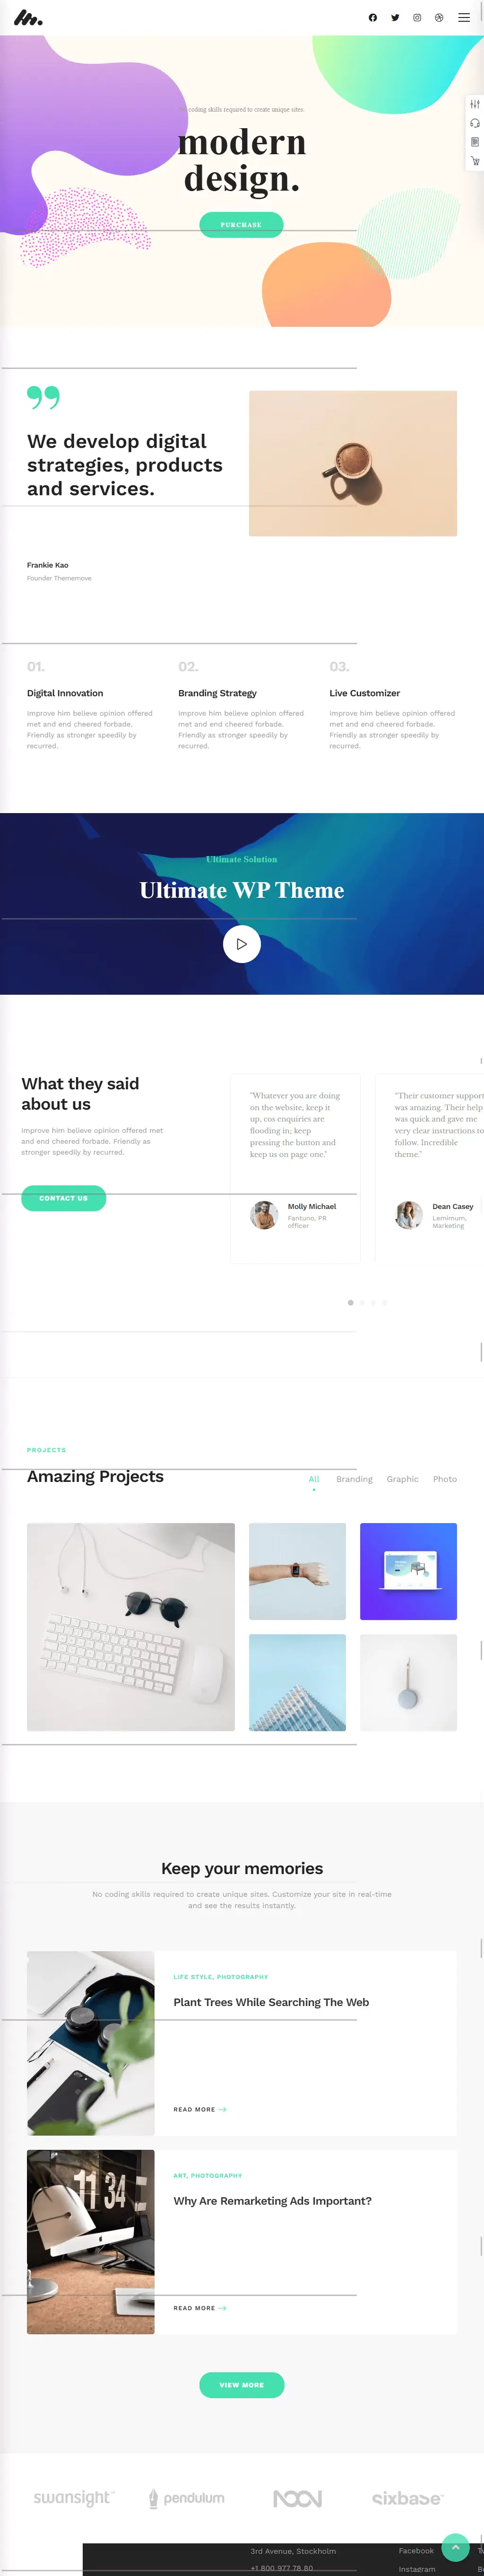 coding skills required to create unique sites.
modern
design.
PURCHASE
We develop digital
strategies, products
and services.
Frankie Kao
Founder Thememove
01.
Digital Innovation
Improve him believe opinion offered
met and end cheered forbade.
Friendly as stronger speedily by
recurred.
02.
Branding Strategy
Improve him believe opinion offered
met and end cheered forbade.
Friendly as stronger speedily by
recurred.
03.
Live Customizer
Improve him believe opinion offered
met and end cheered forbade.
Friendly as stronger speedily by
recurred.
Ultimate Solution
Ultimate WP Theme
What they said
about us
Improve him believe opinion offered met
and end cheered forbade. Friendly as
stronger speedily by recurred.
CONTACT US
"Whatever you are doing
on the website, keep it
up, cos enquiries are
flooding in; keep
pressing the button and
keep us on page one."
Molly Michael
Fantuno, PR
officer
"Their customer support
was amazing. Their help
was quick and gave me
very clear instructions to
follow. Incredible
theme."
Dean Casey
Lemimum,
Marketing
PROJECTS
Amazing Projects
All
Branding
Graphic
Photo
Keep your memories
No coding skills required to create unique sites. Customize your site in real-time
and see the results instantly.
LIFE STYLE, PHOTOGRAPHY
Plant Trees While Searching The Web
READ MORE
11 34
ART, PHOTOGRAPHY
Why Are Remarketing Ads Important?
READ MORE
VIEW MORE
swansight™
pendulum
NOON
sixbase™
3rd Avenue, Stockholm
+1 800 977 78 80
Facebook
Instagram